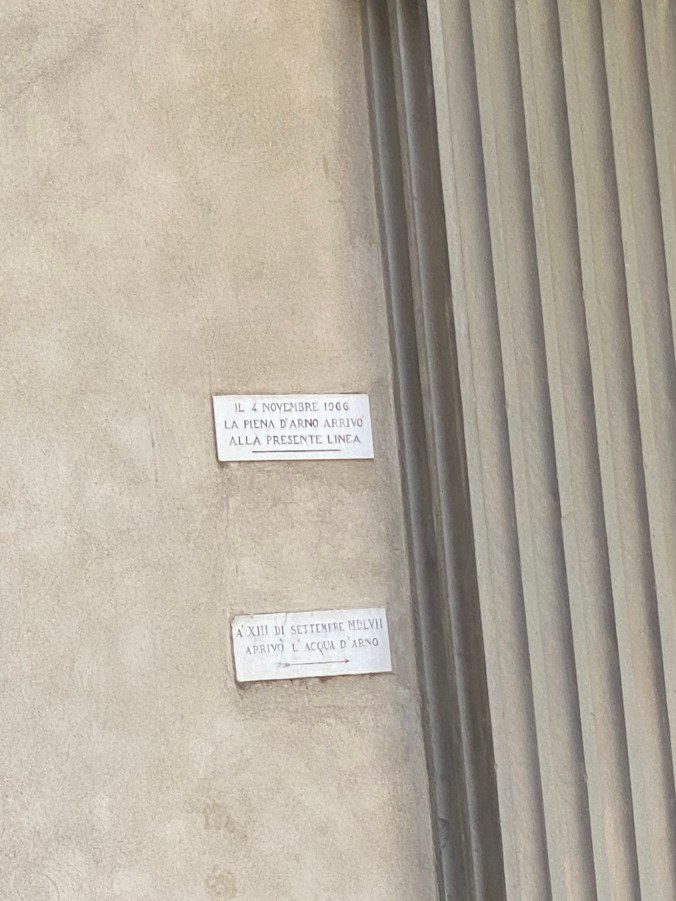 IL 4 NOVEMBRE 1966
LA PIENA D'ARNO ARRIVÒ
ALLA PRESENTE LINEA
A' XIII DI SETTEMBRE MDLVII
ARRIVÒ L'ACQUA D'ARNO